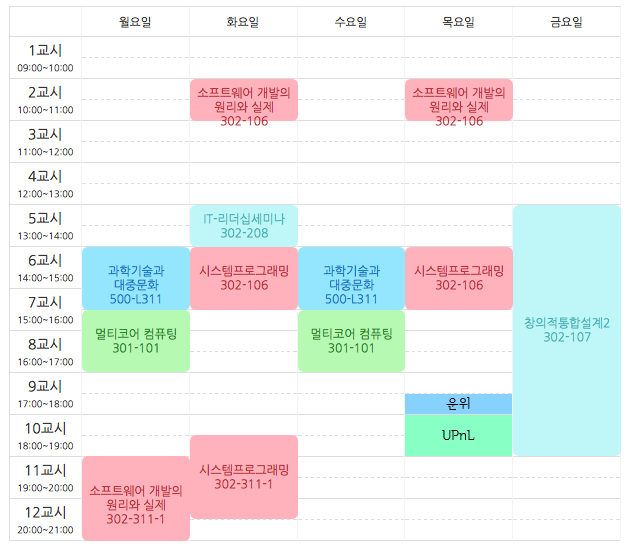 월요일 화요일 수요일 목요일 금요일
1교시
09:00~10:00
2교시
10:00~11:00
소프트웨어 개발의
원리와 실제
302-106
소프트웨어 개발의
원리와 실제
302-106
3교시
11:00~12:00
4교시
12:00~13:00
5교시
13:00~14:00
IT-리더십세미나
302-208
6교시
14:00~15:00
과학기술과
대중문화
500-L311
시스템프로그래밍
302-106
과학기술과
대중문화
500-L311
시스템프로그래밍
302-106
7교시
15:00~16:00
창의적통합설계2
302-107
8교시
16:00~17:00
멀티코어 컴퓨팅
301-101
멀티코어 컴퓨팅
301-101
9교시
17:00~18:00
운위
10교시
18:00~19:00
UPnL
11교시
19:00~20:00
소프트웨어 개발의
원리와 실제
302-311-1
시스템프로그래밍
302-311-1
12교시
20:00~21:00